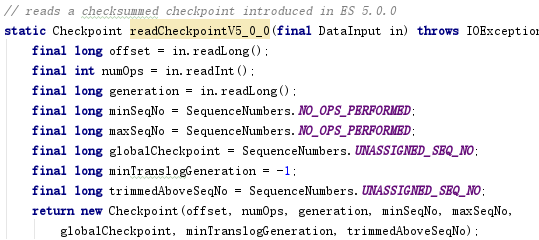 // reads a checksummed checkpoint introduced in ES 5.0.0
static Checkpoint readCheckpointV5_0_0(final DataInput in) throws IOException
final long offset = in.readLong();
final int numOps = in.readInt();
final long generation = in.readLong();
final long minSeqNo = SequenceNumbers.NO_OPS_PERFORMED;
final long maxSeqNo = SequenceNumbers.NO_OPS_PERFORMED;
final long globalCheckpoint = SequenceNumbers.UNASSIGNED_SEQ_NO;
final long minTranslogGeneration = -1;
final long trimmedAboveSeqNo = SequenceNumbers.UNASSIGNED_SEQ_NO;
return new Checkpoint(offset, numOps, generation, minSeqNo, maxSeqNo,
globalCheckpoint, minTranslogGeneration, trimmedAboveSeqNo);